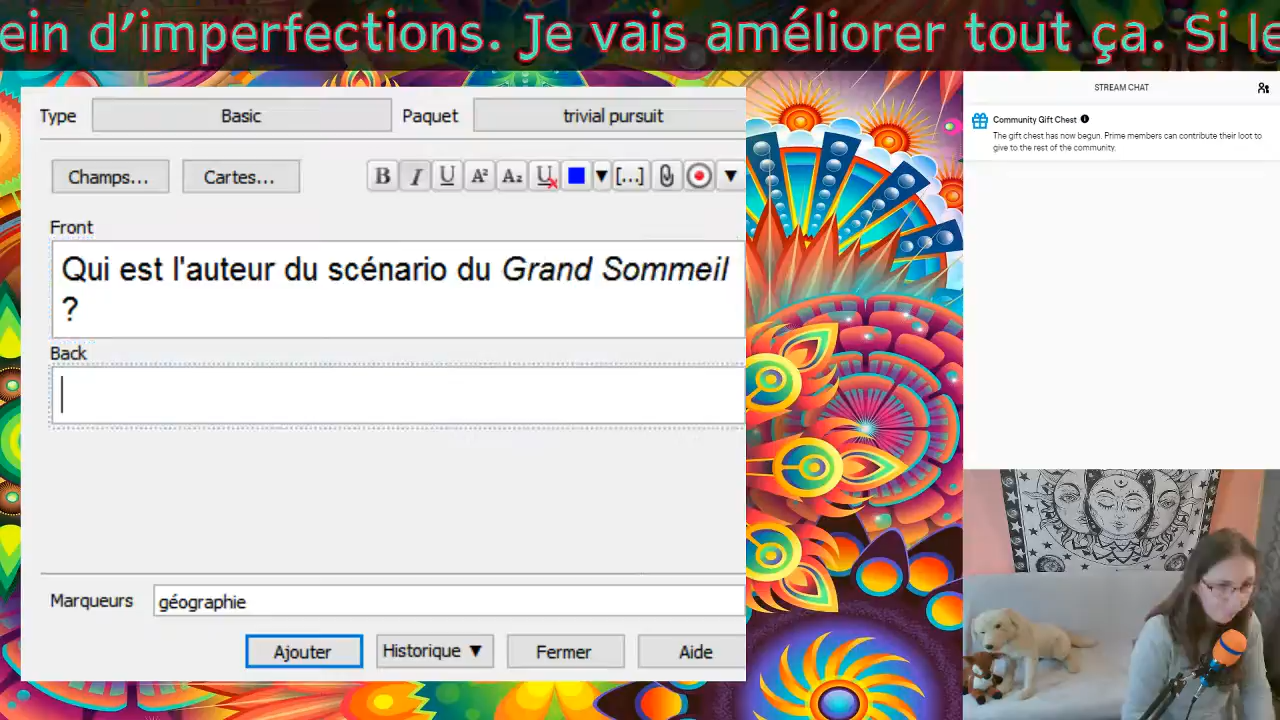 ein d’imperfections. Je vais améliorer tout ça. Si le
Type Basic Paquet trivial pursuit
Champs... Cartes... B I U A² A₂ U [...]
Front
Qui est l'auteur du scénario du Grand Sommeil
?
Back
Marqueurs géographie
Ajouter Historique ▼ Fermer Aide
STREAM CHAT
Community Gift Chest
The gift chest has now begun. Prime members can contribute their loot to
give to the rest of the community.